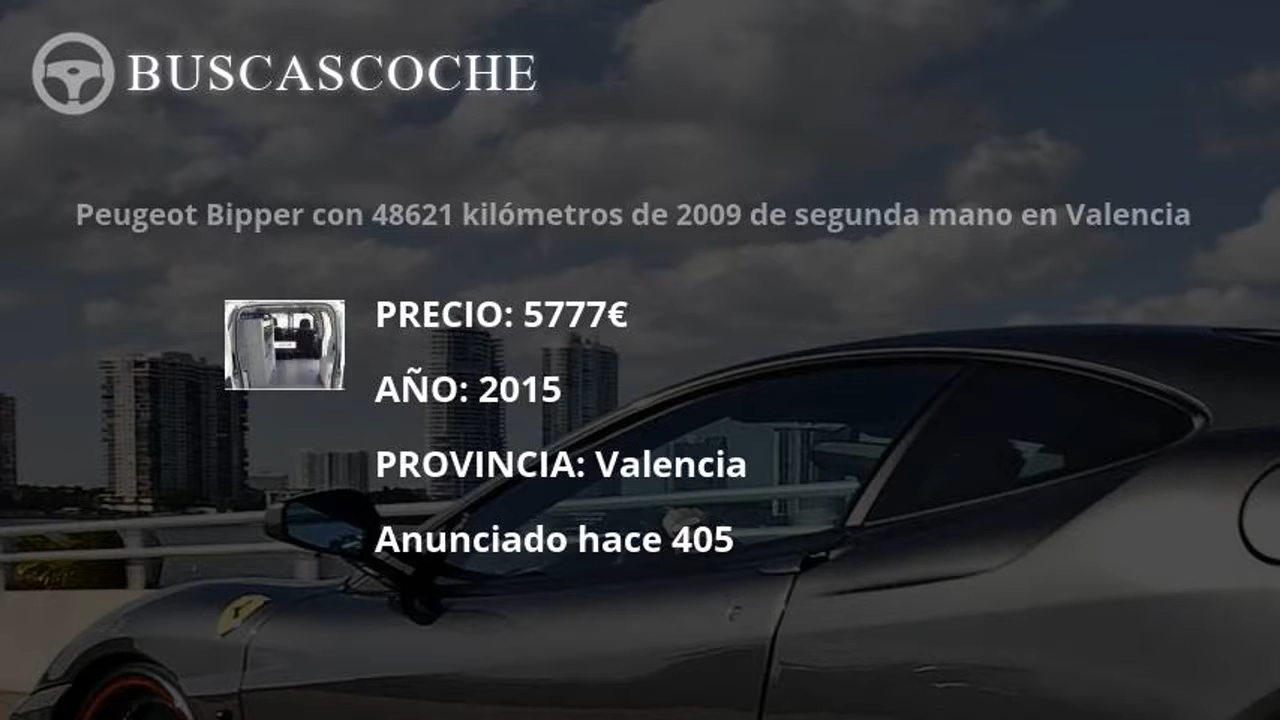 BUSCASCOCHE
Peugeot Bipper con 48621 kilómetros de 2009 de segunda mano en Valencia
PRECIO: 5777€
AÑO: 2015
PROVINCIA: Valencia
Anunciado hace 405